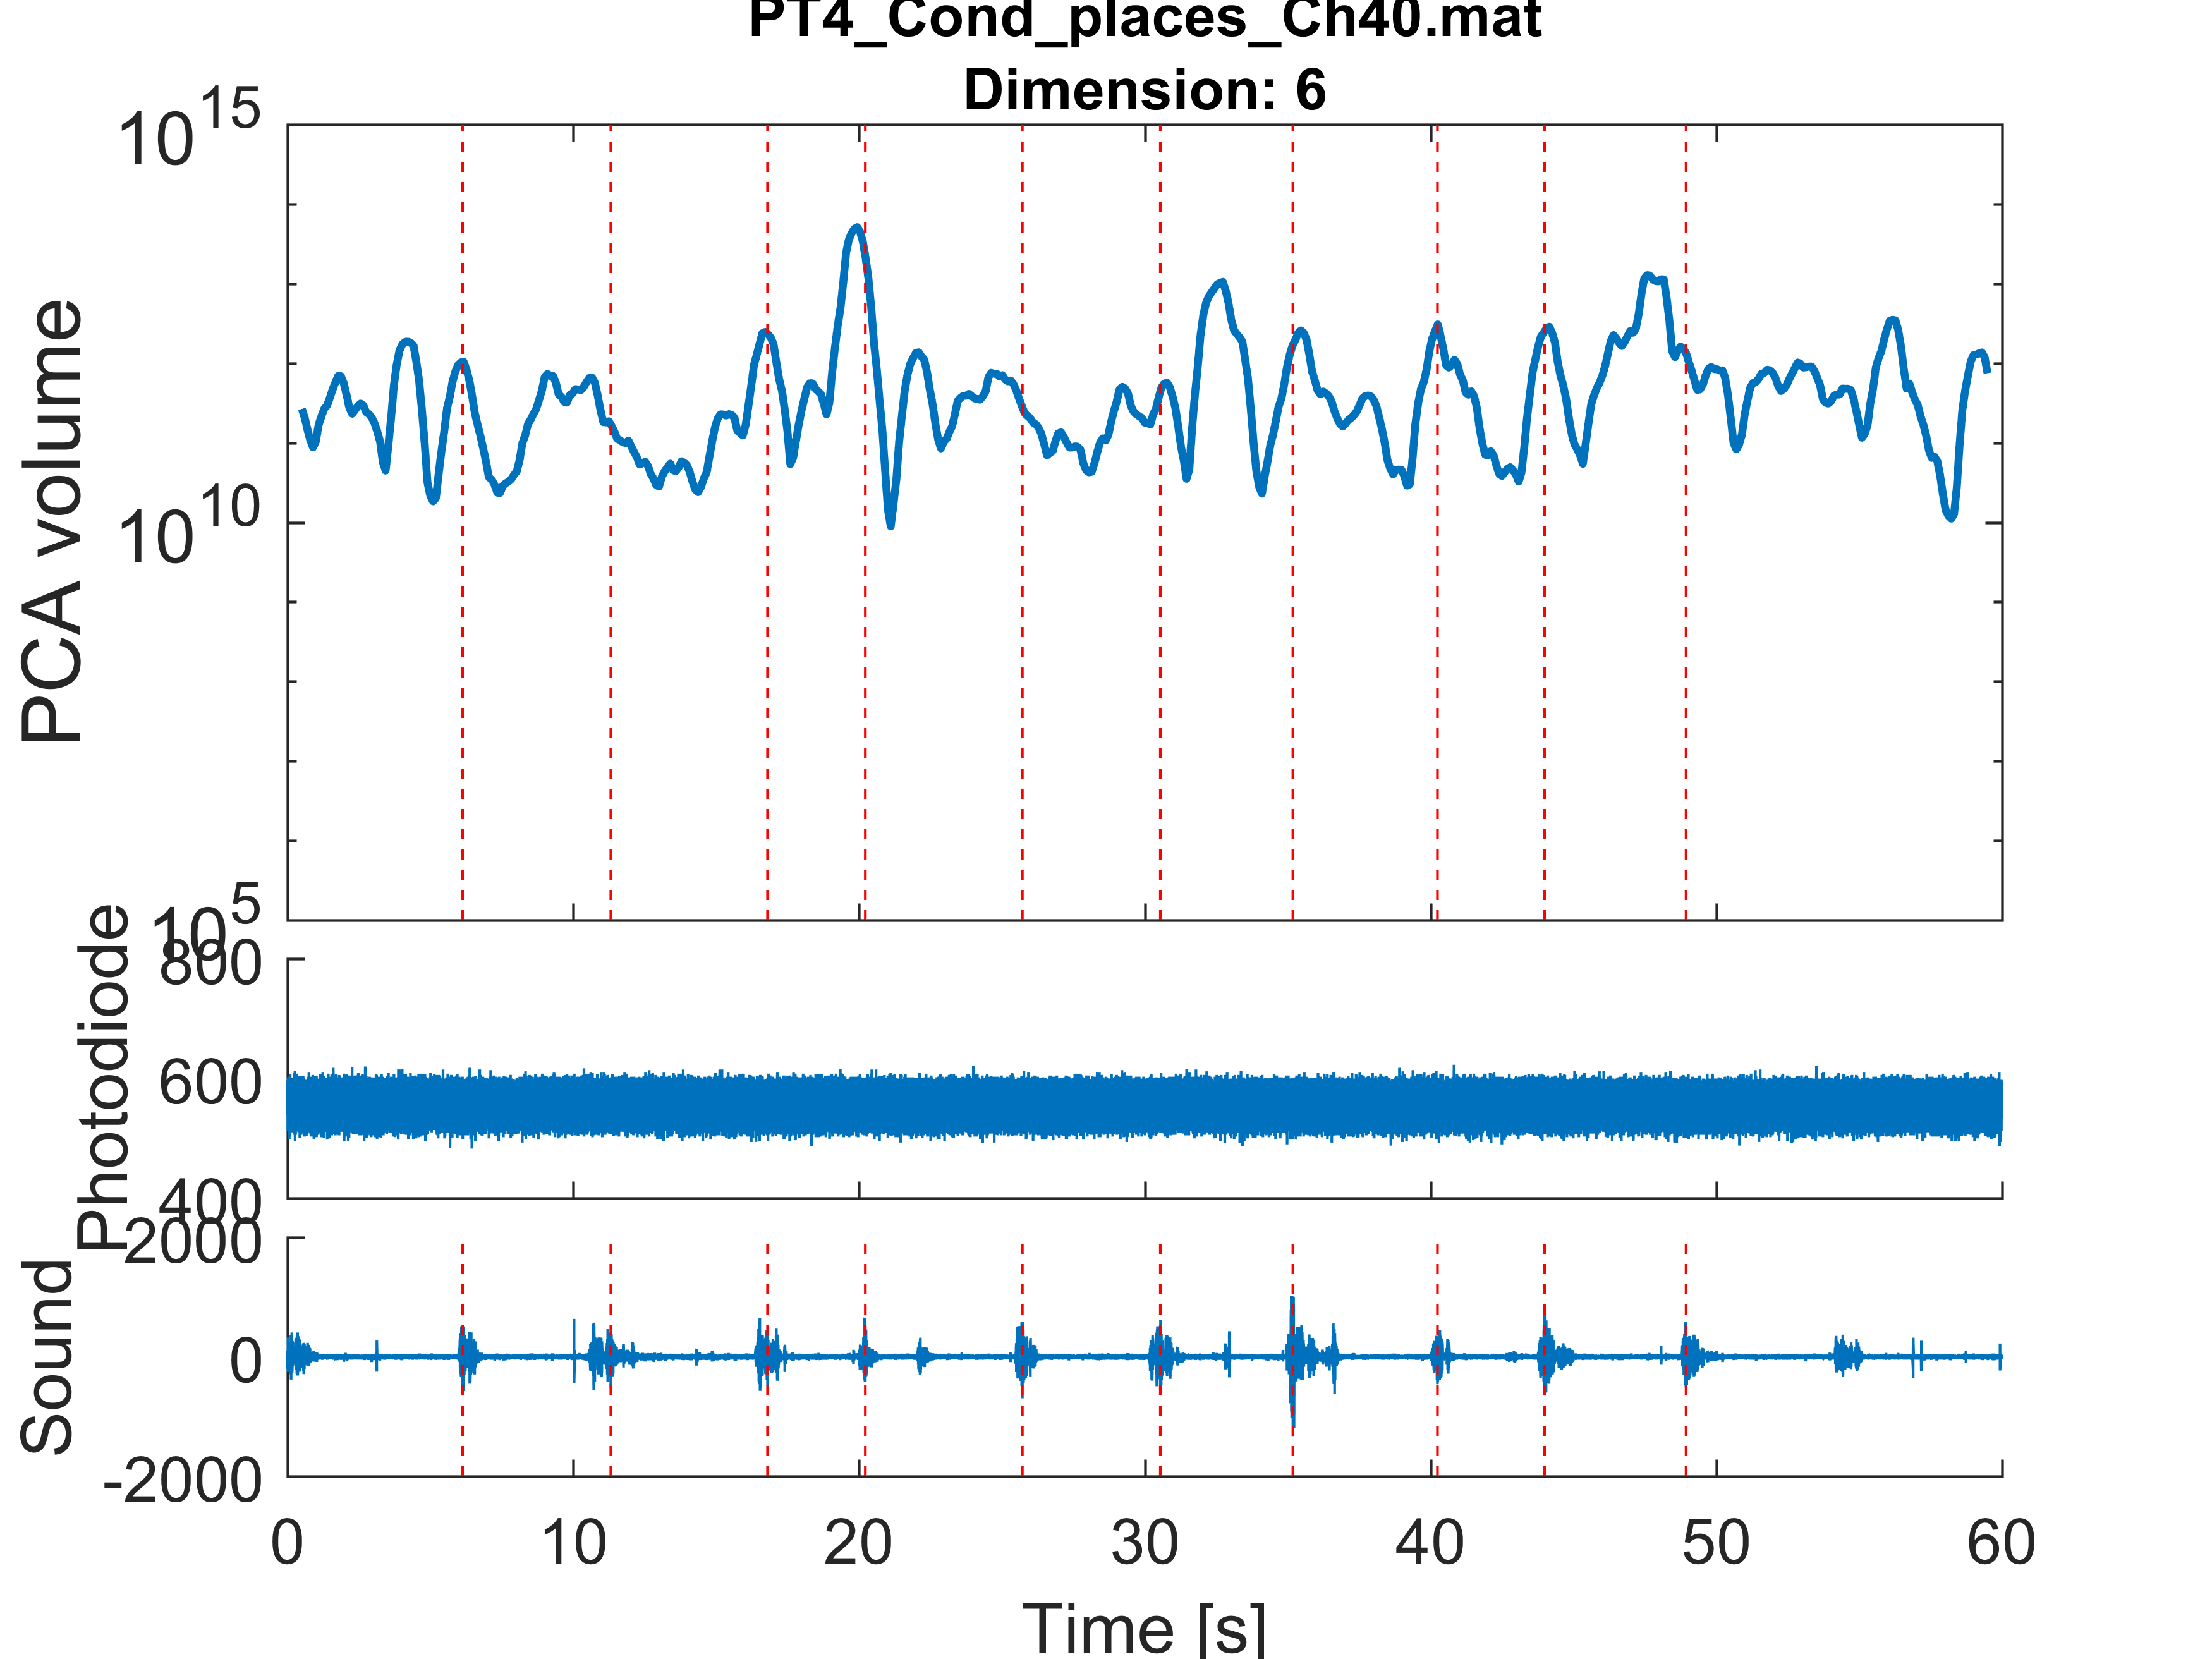 PT4_Cond_places_Ch40.mat
Dimension: 6
PCA volume
10^15
10^10
10^5
Photodiode
800
600
400
Sound
2000
0
-2000
0 10 20 30 40 50 60
Time [s]